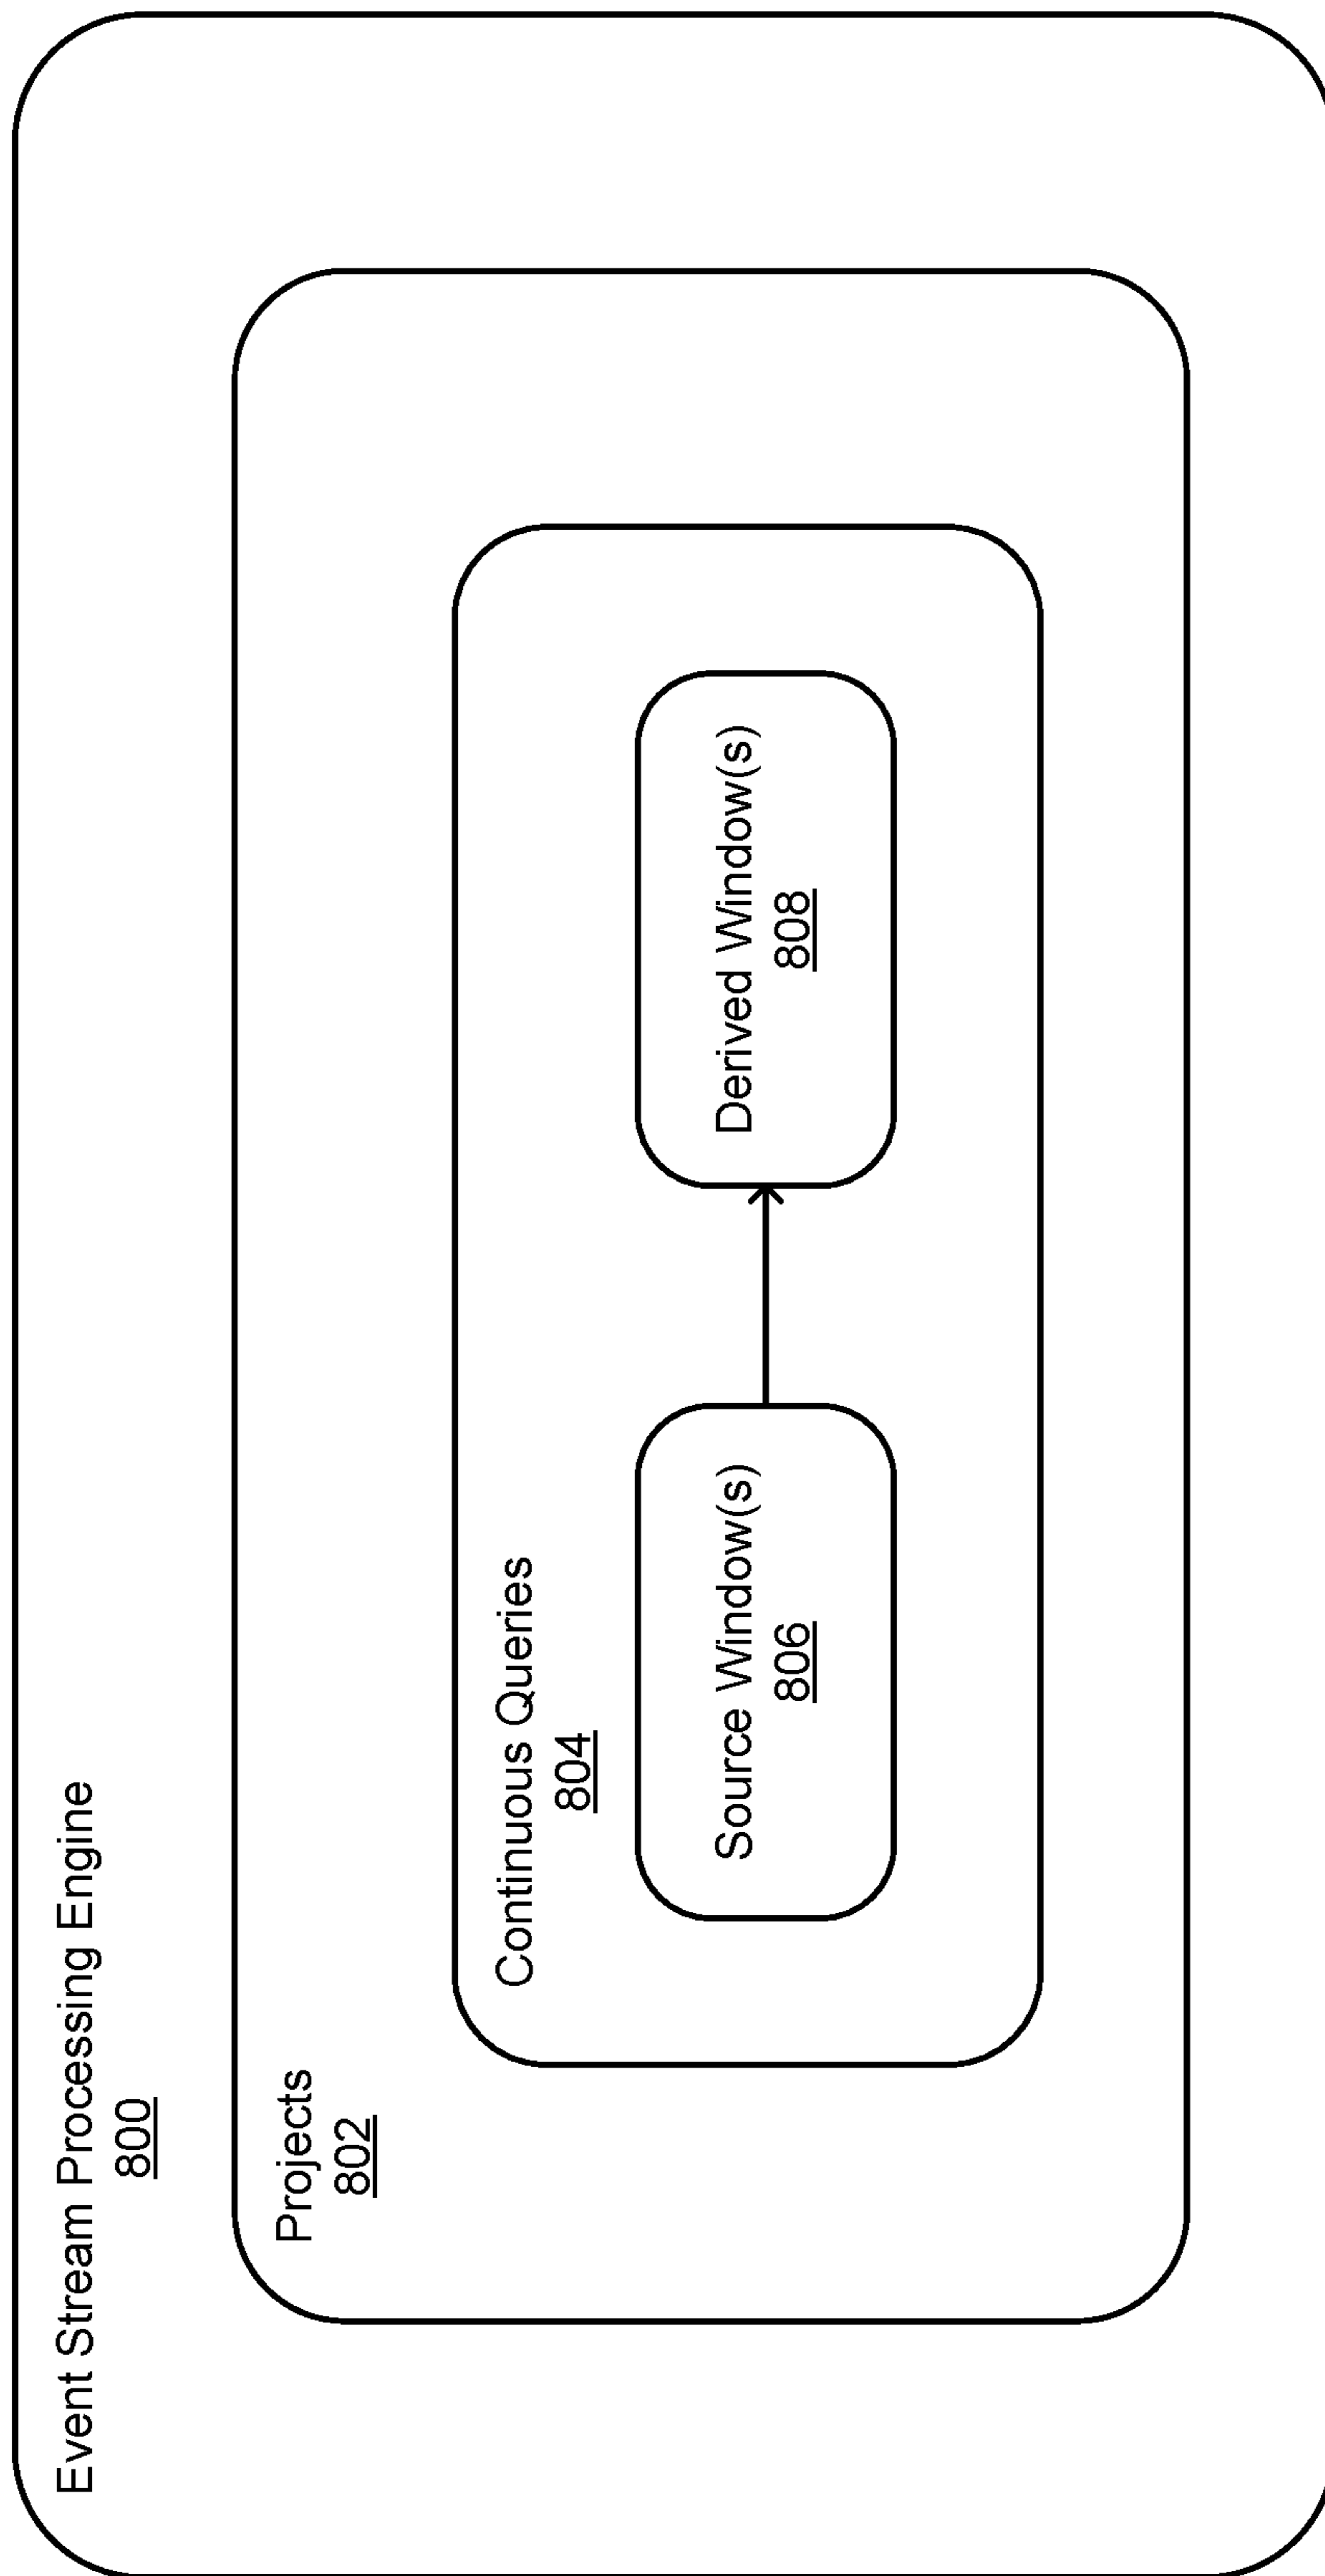 Event Stream Processing Engine
800
Projects
802
Continuous Queries
804
Source Window(s)
806
Derived Window(s)
808